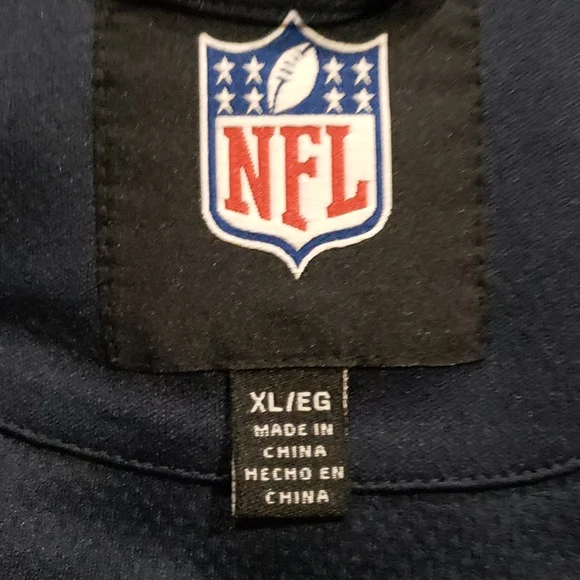 NFL
XL/EG
MADE IN
CHINA
HECHO EN
CHINA